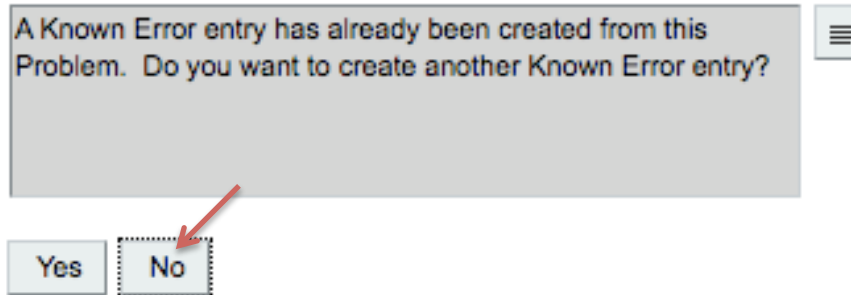 A Known Error entry has already been created from this
Problem.  Do you want to create another Known Error entry?
Yes No